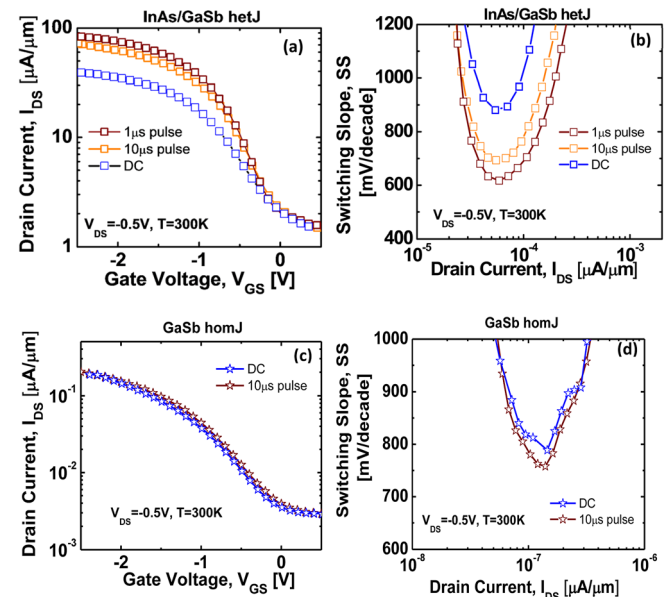 InAs/GaSb hetJ
(a)
Drain Current, I_DS [μA/μm]
100
10
1
1μs pulse
10μs pulse
DC
V_DS=-0.5V, T=300K
-2 -1 0
Gate Voltage, V_GS [V]
InAs/GaSb hetJ
(b)
Switching Slope, SS
[mV/decade]
1200
1000
800
600
400
1μs pulse
10μs pulse
DC
V_DS=-0.5V, T=300K
10^-5 10^-4 10^-3
Drain Current, I_DS [μA/μm]
GaSb homJ
(c)
Drain Current, I_DS [μA/μm]
10^-1
10^-2
10^-3
DC
10μs pulse
V_DS=-0.5V, T=300K
-2 -1 0
Gate Voltage, V_GS [V]
GaSb homJ
(d)
Switching Slope, SS
[mV/decade]
1000
900
800
700
600
DC
10μs pulse
V_DS=-0.5V, T=300K
10^-8 10^-7 10^-6
Drain Current, I_DS [μA/μm]